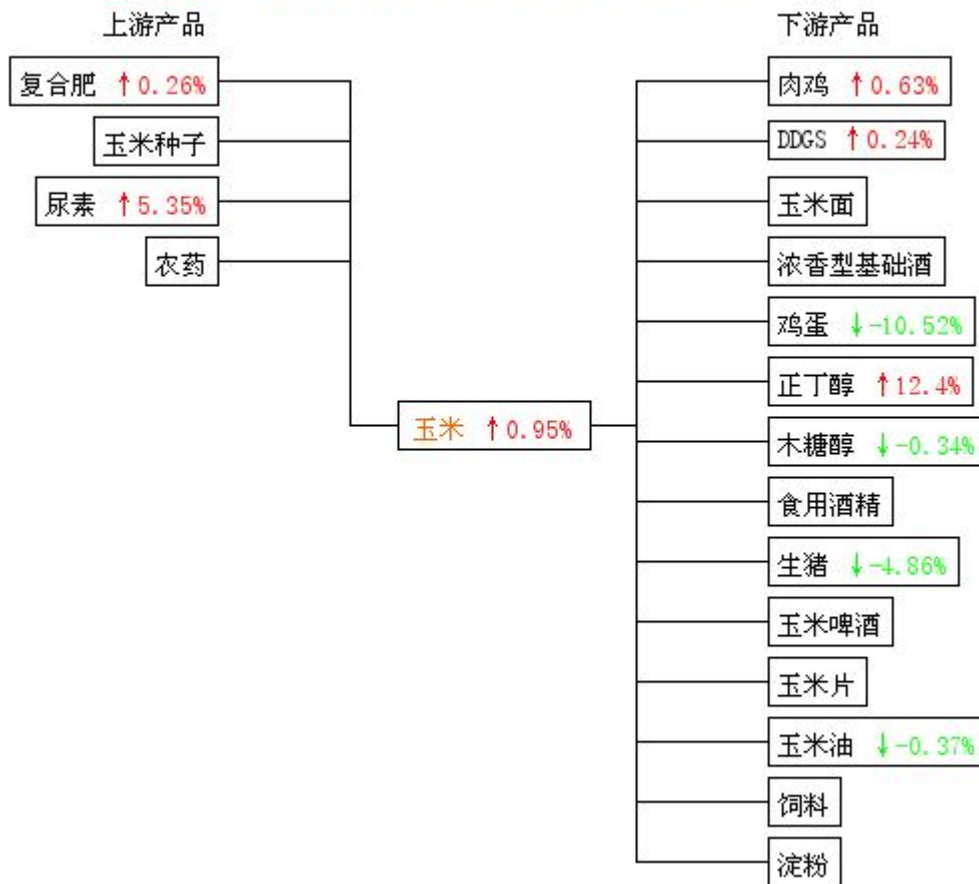 上游产品
下游产品
复合肥 ↑0.26%
玉米种子
尿素 ↑5.35%
农药
玉米 ↑0.95%
肉鸡 ↑0.63%
DDGS ↑0.24%
玉米面
浓香型基础酒
鸡蛋 ↓-10.52%
正丁醇 ↑12.4%
木糖醇 ↓-0.34%
食用酒精
生猪 ↓-4.86%
玉米啤酒
玉米片
玉米油 ↓-0.37%
饲料
淀粉